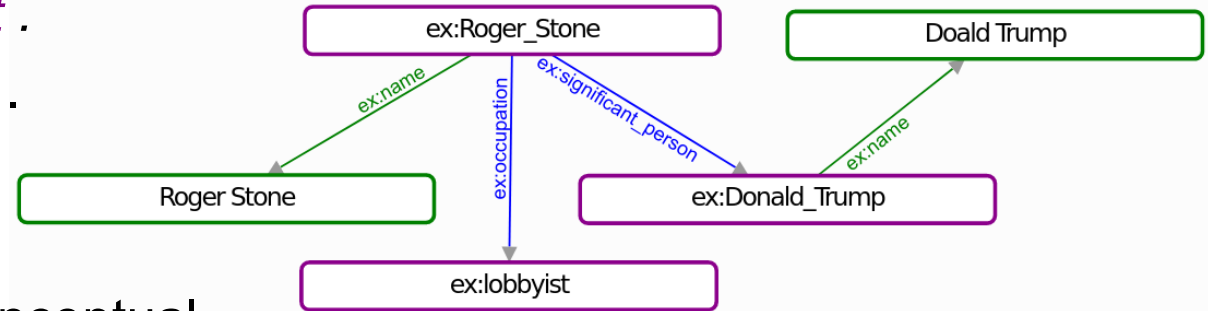 ex:Roger_Stone
Doald Trump
ex:name
ex:occupation
ex:significant_person
ex:name
Roger Stone
ex:Donald_Trump
ex:lobbyist